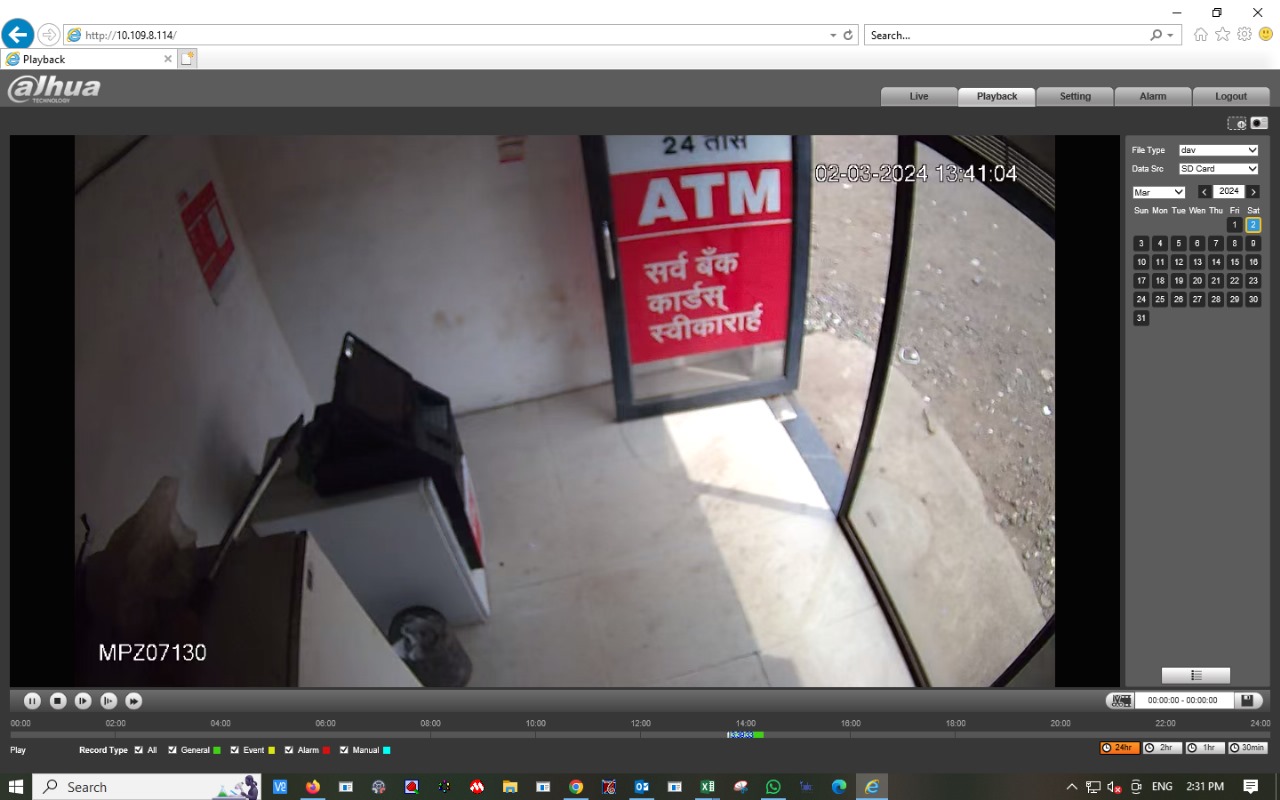 http://10.109.8.114/
Search...
Playback
alhua
TECHNOLOGY
Live Playback Setting Alarm Logout
24 तास
ATM
सर्व बँक
कार्डस्
स्वीकारार्ह
02-03-2024 13:41:04
MPZ07130
File Type dav
Data Src SD Card
Mar 2024
Sun Mon Tue Wen Thu Fri Sat
1 2
3 4 5 6 7 8 9
10 11 12 13 14 15 16
17 18 19 20 21 22 23
24 25 26 27 28 29 30
31
00:00:00 - 00:00:00
00:00 02:00 04:00 06:00 08:00 10:00 12:00 14:00 16:00 18:00 20:00 22:00 24:00
Play Record Type All General Event Alarm Manual
24hr 2hr 1hr 30min
Search
ENG 2:31 PM